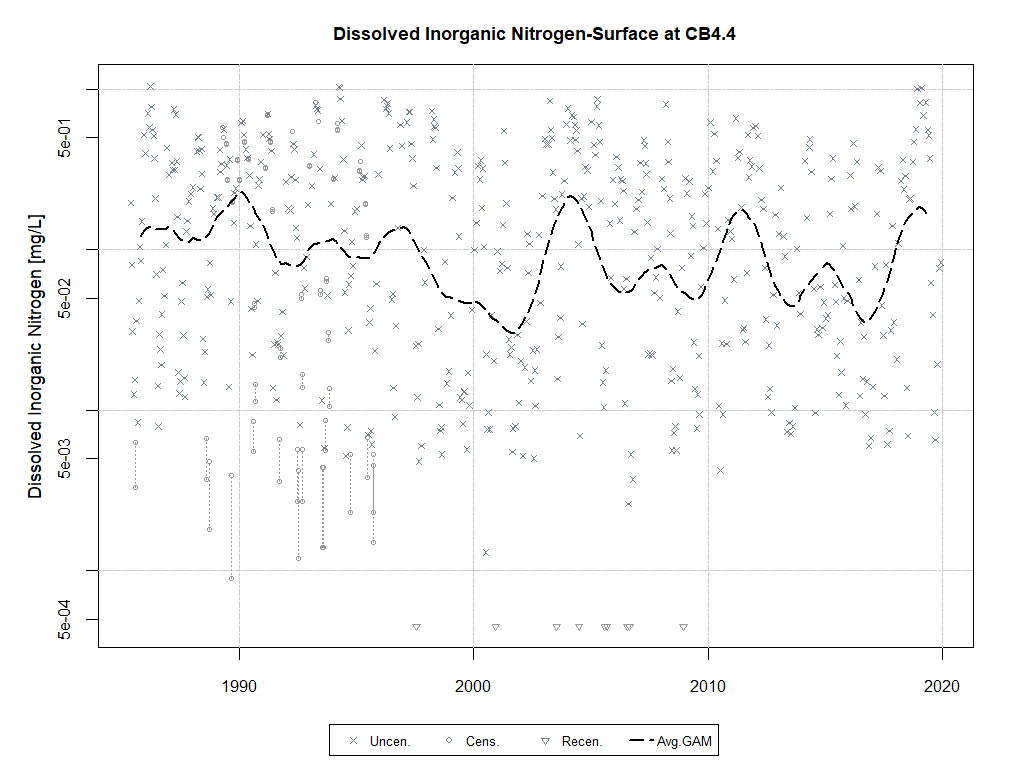 Dissolved Inorganic Nitrogen-Surface at CB4.4
Dissolved Inorganic Nitrogen [mg/L]
5e-01
5e-02
5e-03
5e-04
1990 2000 2010 2020
Uncen. Cens. Recen. Avg.GAM